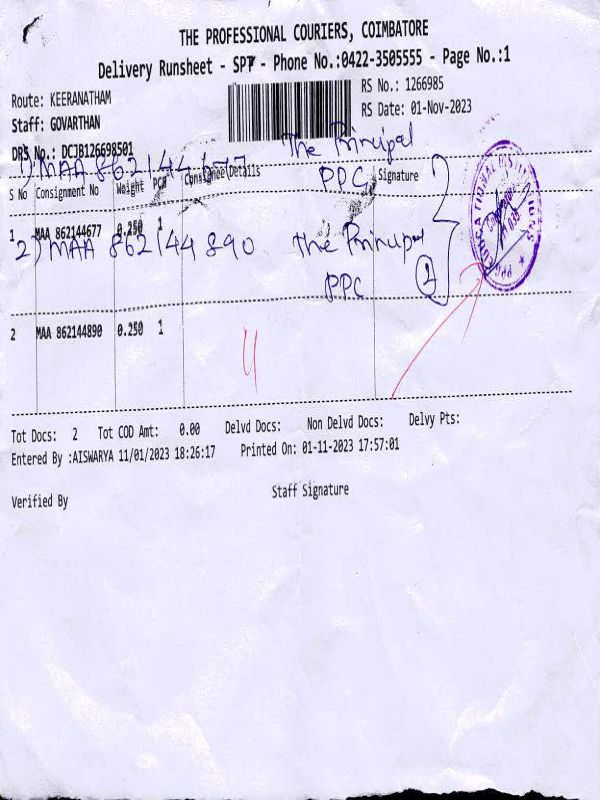 THE PROFESSIONAL COURIERS, COIMBATORE
Delivery Runsheet - SPT - Phone No.:0422-3505555 - Page No.:1
Route: KEERANATHAM
RS No.: 1266985
Staff: GOVARTHAN
RS Date: 01-Nov-2023
DRS No.: DCJB126698501
1) MAA 862144677 The Principal
PPC
S No Consignment No Weight PCs Consignee Details Signature
1 MAA 862144677 0.250 1
2) MAA 862144890 The Principal
PPC
2
EDUCATIONAL INSTITUTIONS
PPG
2 MAA 862144890 0.250 1
Tot Docs: 2 Tot COD Amt: 0.00 Delvd Docs: Non Delvd Docs: Delvy Pts:
Entered By :AISWARYA 11/01/2023 18:26:17 Printed On: 01-11-2023 17:57:01
Verified By
Staff Signature